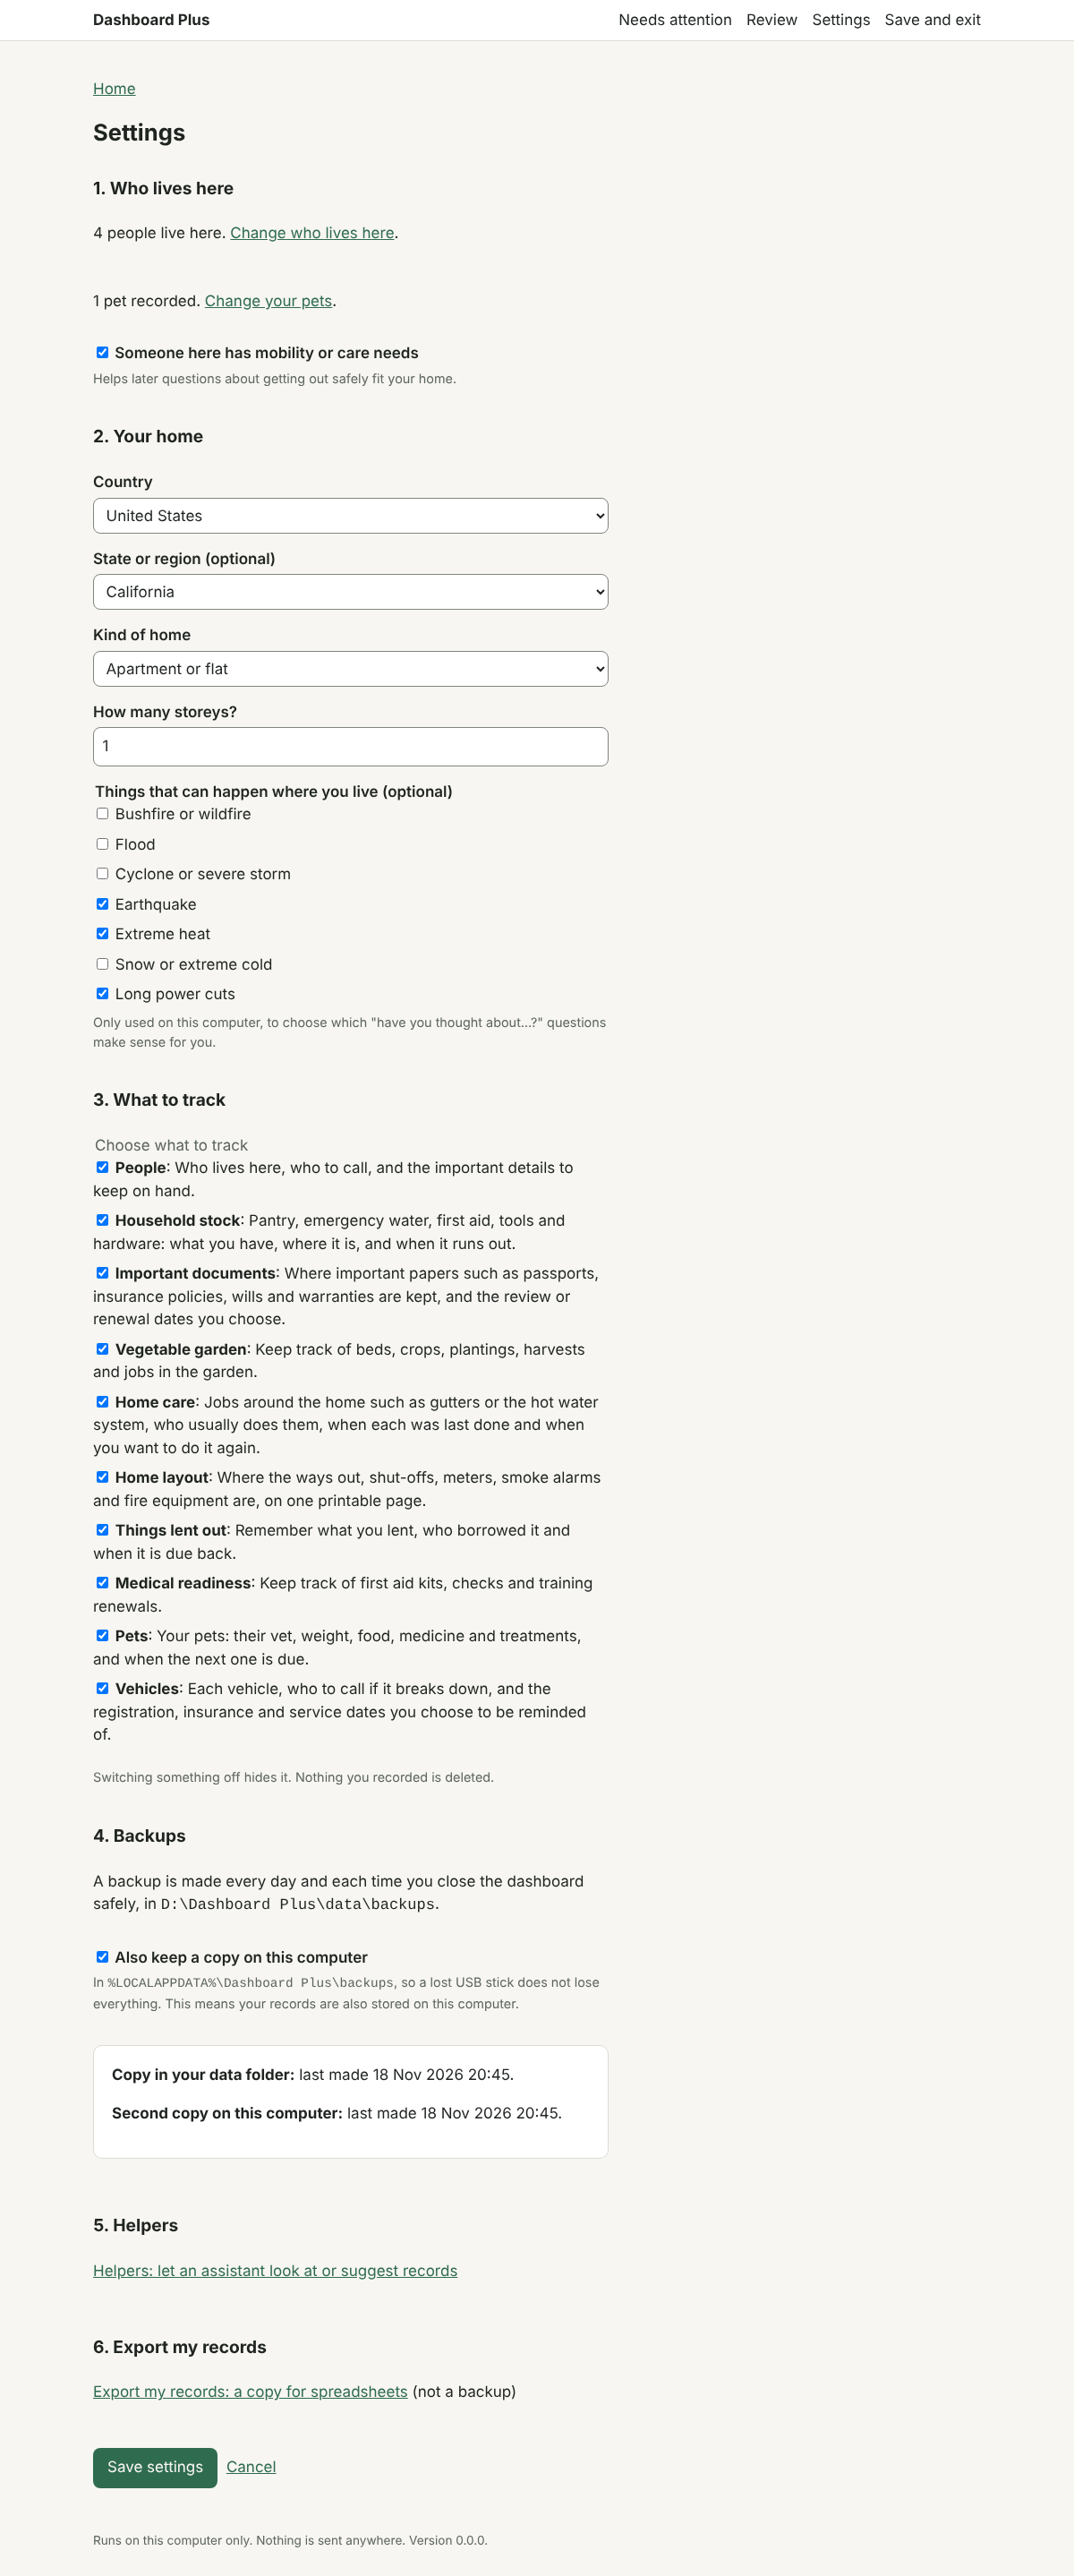 Dashboard Plus
Needs attention Review Settings Save and exit
Home
Settings
1. Who lives here
4 people live here. Change who lives here.
1 pet recorded. Change your pets.
Someone here has mobility or care needs
Helps later questions about getting out safely fit your home.
2. Your home
Country
United States
State or region (optional)
California
Kind of home
Apartment or flat
How many storeys?
1
Things that can happen where you live (optional)
Bushfire or wildfire
Flood
Cyclone or severe storm
Earthquake
Extreme heat
Snow or extreme cold
Long power cuts
Only used on this computer, to choose which "have you thought about...?" questions
make sense for you.
3. What to track
Choose what to track
People: Who lives here, who to call, and the important details to
keep on hand.
Household stock: Pantry, emergency water, first aid, tools and
hardware: what you have, where it is, and when it runs out.
Important documents: Where important papers such as passports,
insurance policies, wills and warranties are kept, and the review or
renewal dates you choose.
Vegetable garden: Keep track of beds, crops, plantings, harvests
and jobs in the garden.
Home care: Jobs around the home such as gutters or the hot water
system, who usually does them, when each was last done and when
you want to do it again.
Home layout: Where the ways out, shut-offs, meters, smoke alarms
and fire equipment are, on one printable page.
Things lent out: Remember what you lent, who borrowed it and
when it is due back.
Medical readiness: Keep track of first aid kits, checks and training
renewals.
Pets: Your pets: their vet, weight, food, medicine and treatments,
and when the next one is due.
Vehicles: Each vehicle, who to call if it breaks down, and the
registration, insurance and service dates you choose to be reminded
of.
Switching something off hides it. Nothing you recorded is deleted.
4. Backups
A backup is made every day and each time you close the dashboard
safely, in D:\Dashboard Plus\data\backups.
Also keep a copy on this computer
In %LOCALAPPDATA%\Dashboard Plus\backups, so a lost USB stick does not lose
everything. This means your records are also stored on this computer.
Copy in your data folder: last made 18 Nov 2026 20:45.
Second copy on this computer: last made 18 Nov 2026 20:45.
5. Helpers
Helpers: let an assistant look at or suggest records
6. Export my records
Export my records: a copy for spreadsheets (not a backup)
Save settings Cancel
Runs on this computer only. Nothing is sent anywhere. Version 0.0.0.